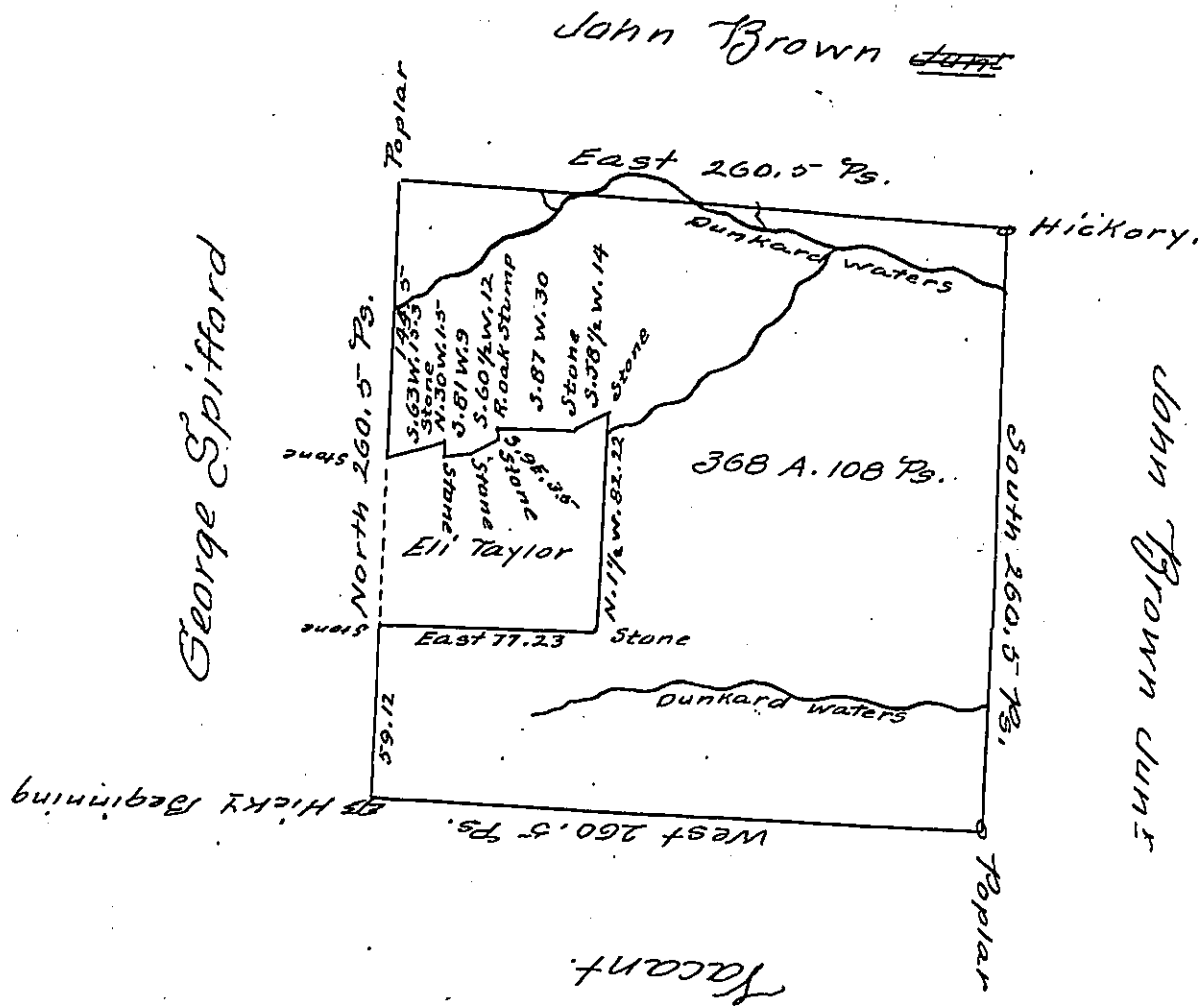 John Brown
Poplar
East 260.5 Ps.
Hickory.
Dunkard waters
George Spifford
North 260.5 Ps.
S.63W.15.3
Stone
N.30W.1.5
S.81W.9
S.60½W.12
R.oak Stump
S.87W.30
Stone
S.58½W.14
Stone
Stone
Stone
Stone
Stone
Eli Taylor
N.1½W.82.22
368 A. 108 Ps.
South 260.5 Ps.
John Brown Junr
Stone
East 77.23
Stone
Dunkard waters
59.12
Beginning
West 260.5 Ps.
Poplar
Vacant.